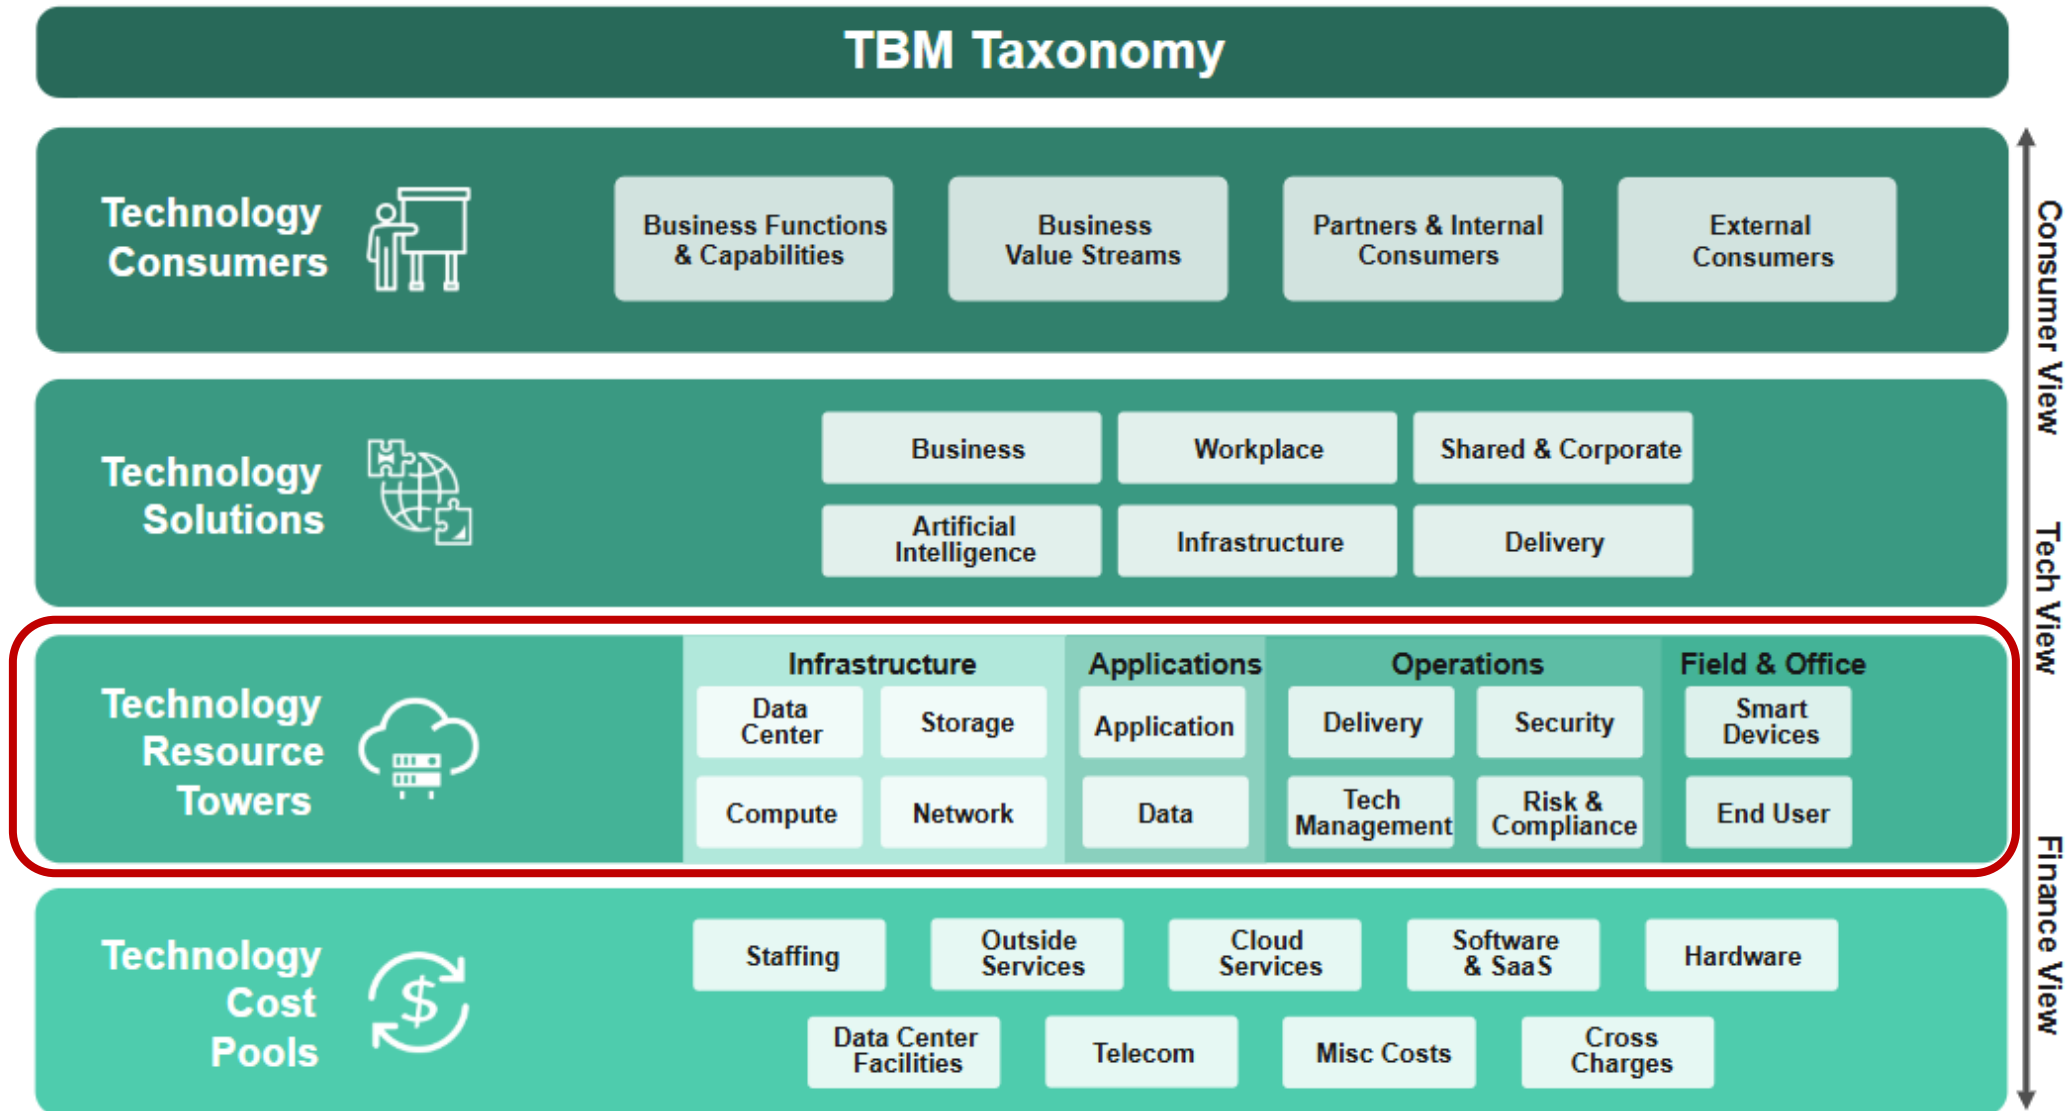 TBM Taxonomy
Technology
Consumers
Business Functions
& Capabilities
Business
Value Streams
Partners & Internal
Consumers
External
Consumers
Consumer View
Technology
Solutions
Business
Workplace
Shared & Corporate
Artificial
Intelligence
Infrastructure
Delivery
Tech View
Technology
Resource
Towers
Infrastructure
Data
Center
Storage
Compute
Network
Applications
Application
Data
Operations
Delivery
Security
Tech
Management
Risk &
Compliance
Field & Office
Smart
Devices
End User
Finance View
Technology
Cost
Pools
Staffing
Outside
Services
Cloud
Services
Software
& SaaS
Hardware
Data Center
Facilities
Telecom
Misc Costs
Cross
Charges
$